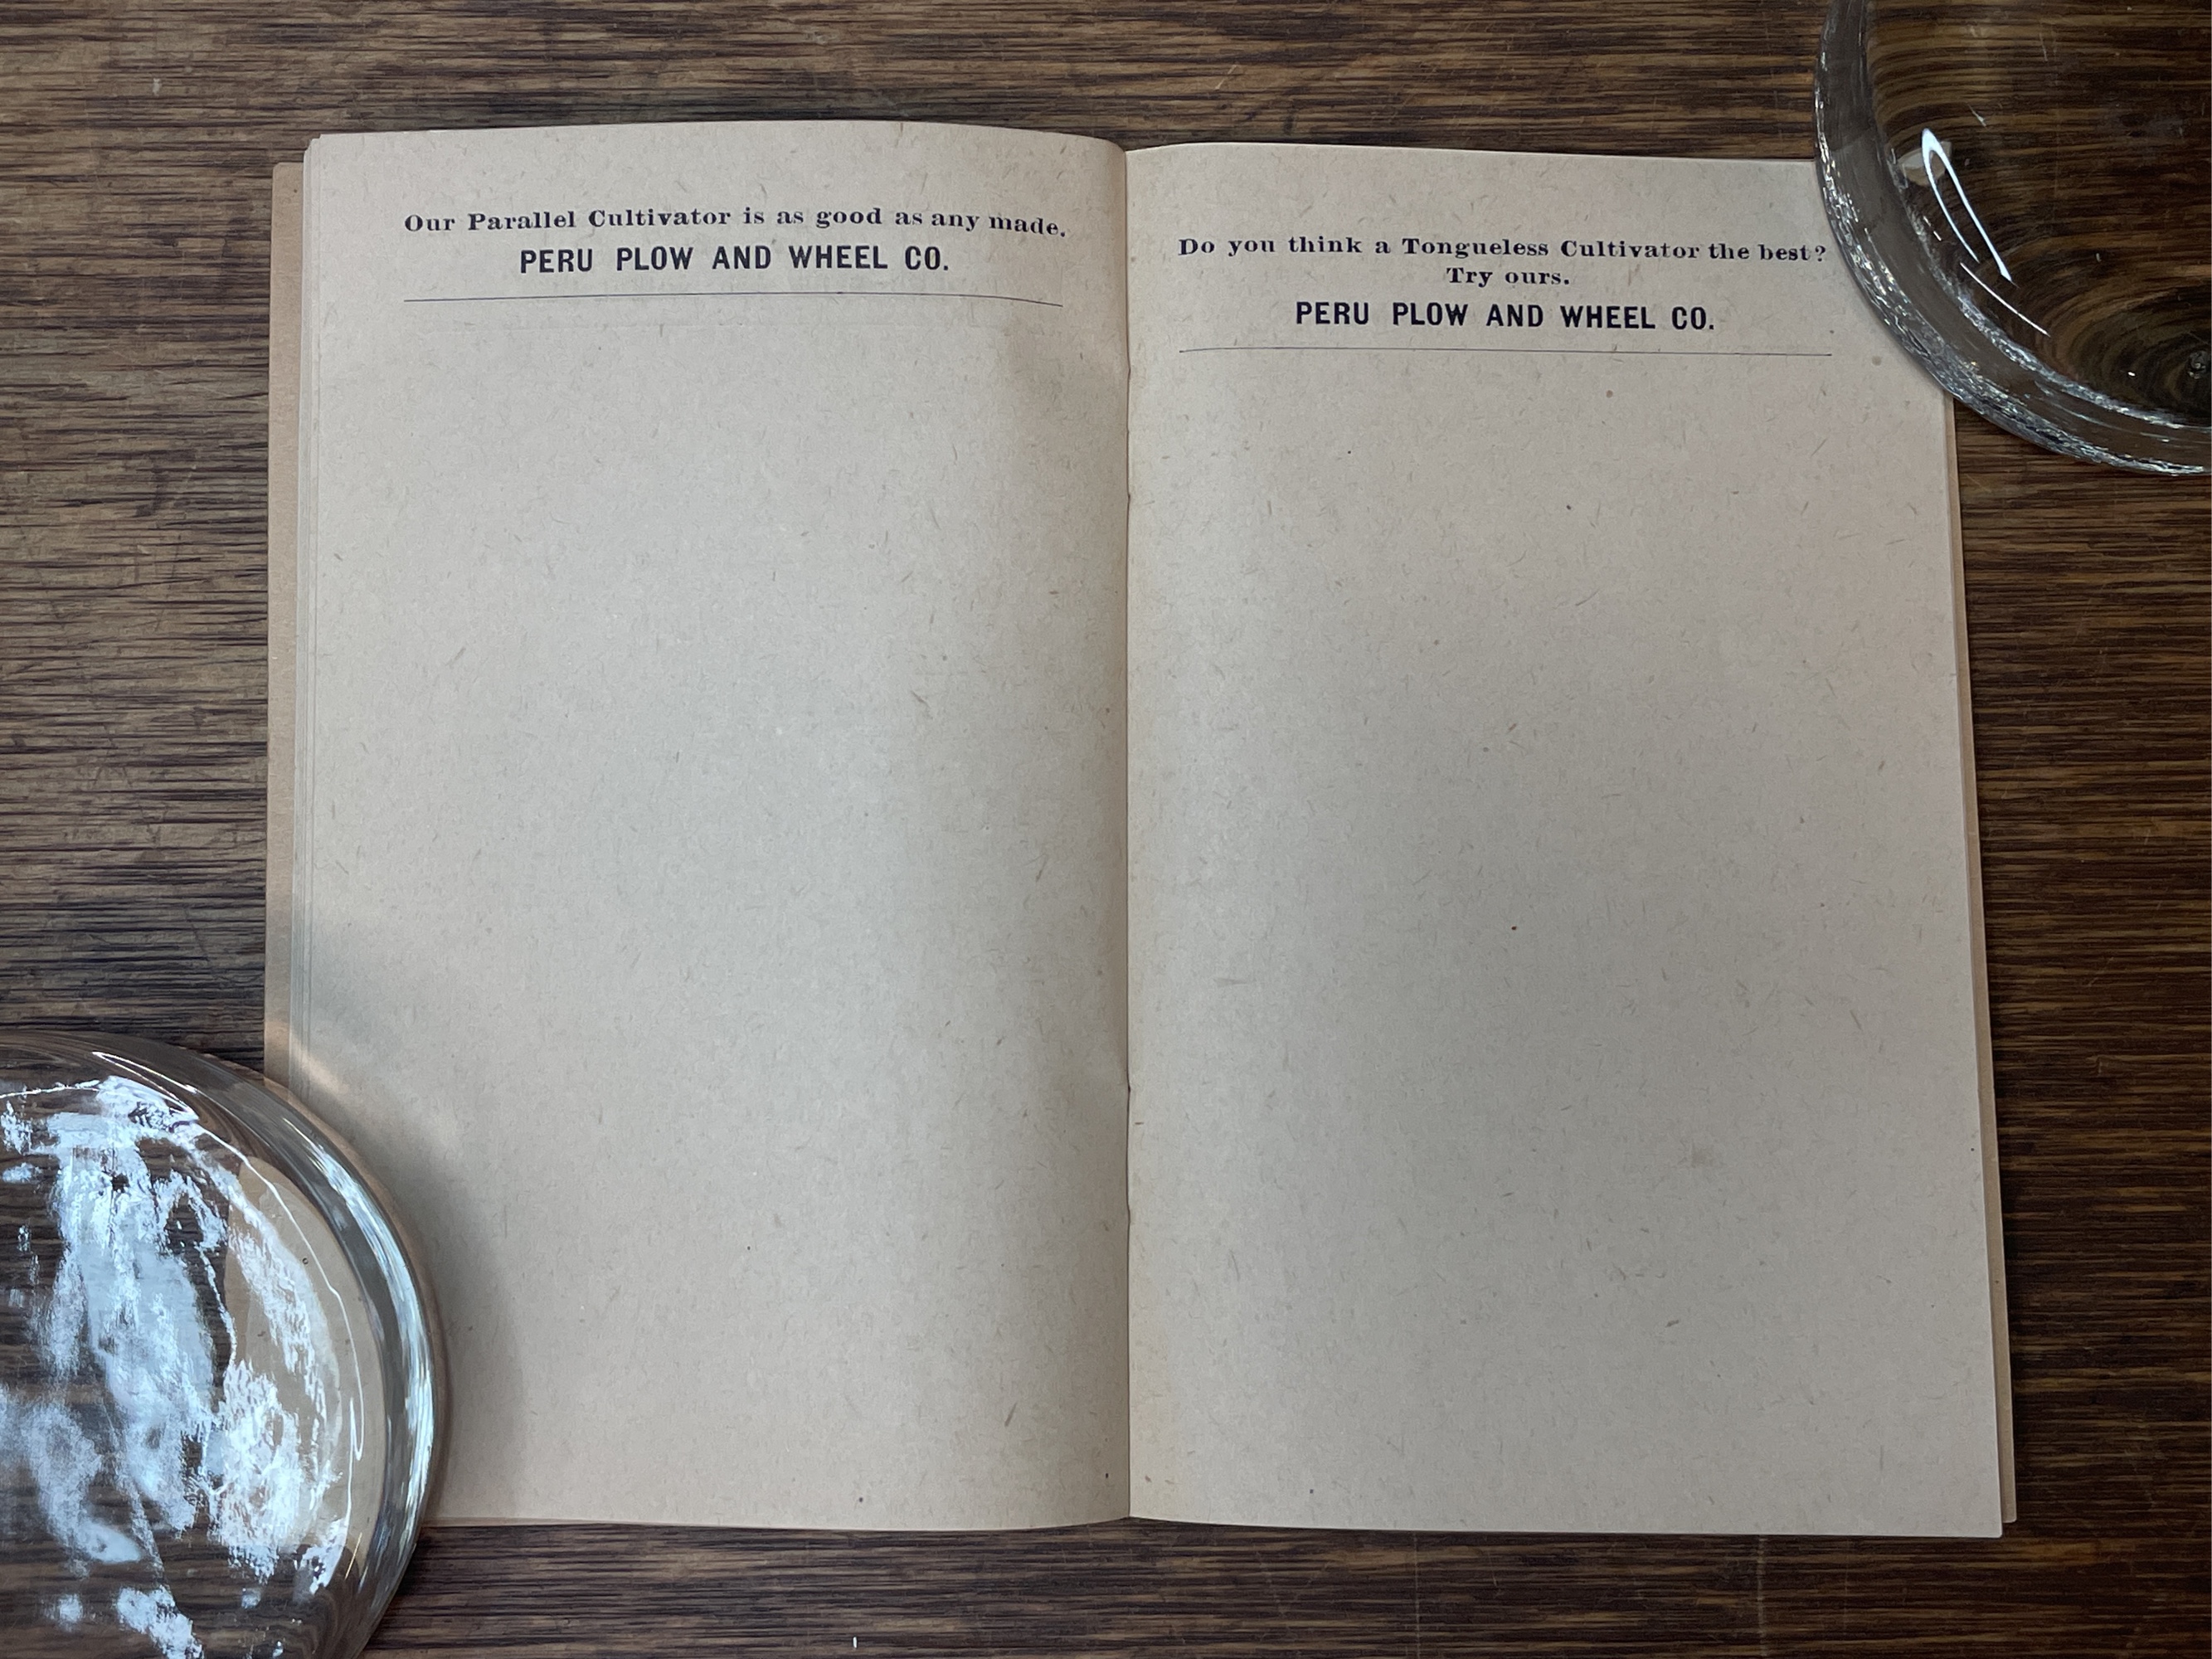 Our Parallel Cultivator is as good as any made.
PERU PLOW AND WHEEL CO.
Do you think a Tongueless Cultivator the best?
Try ours.
PERU PLOW AND WHEEL CO.